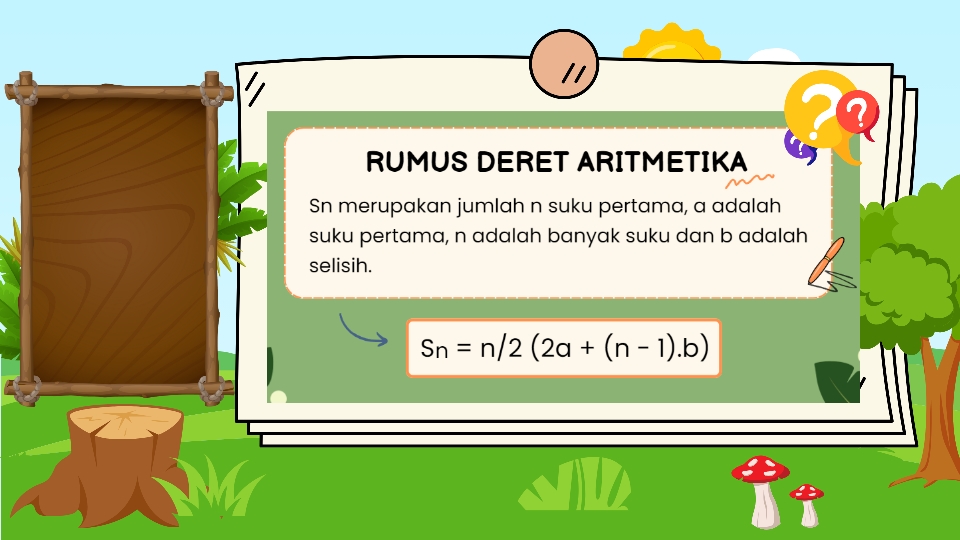 RUMUS DERET ARITMETIKA
Sn merupakan jumlah n suku pertama, a adalah
suku pertama, n adalah banyak suku dan b adalah
selisih.
Sn = n/2 (2a + (n - 1).b)